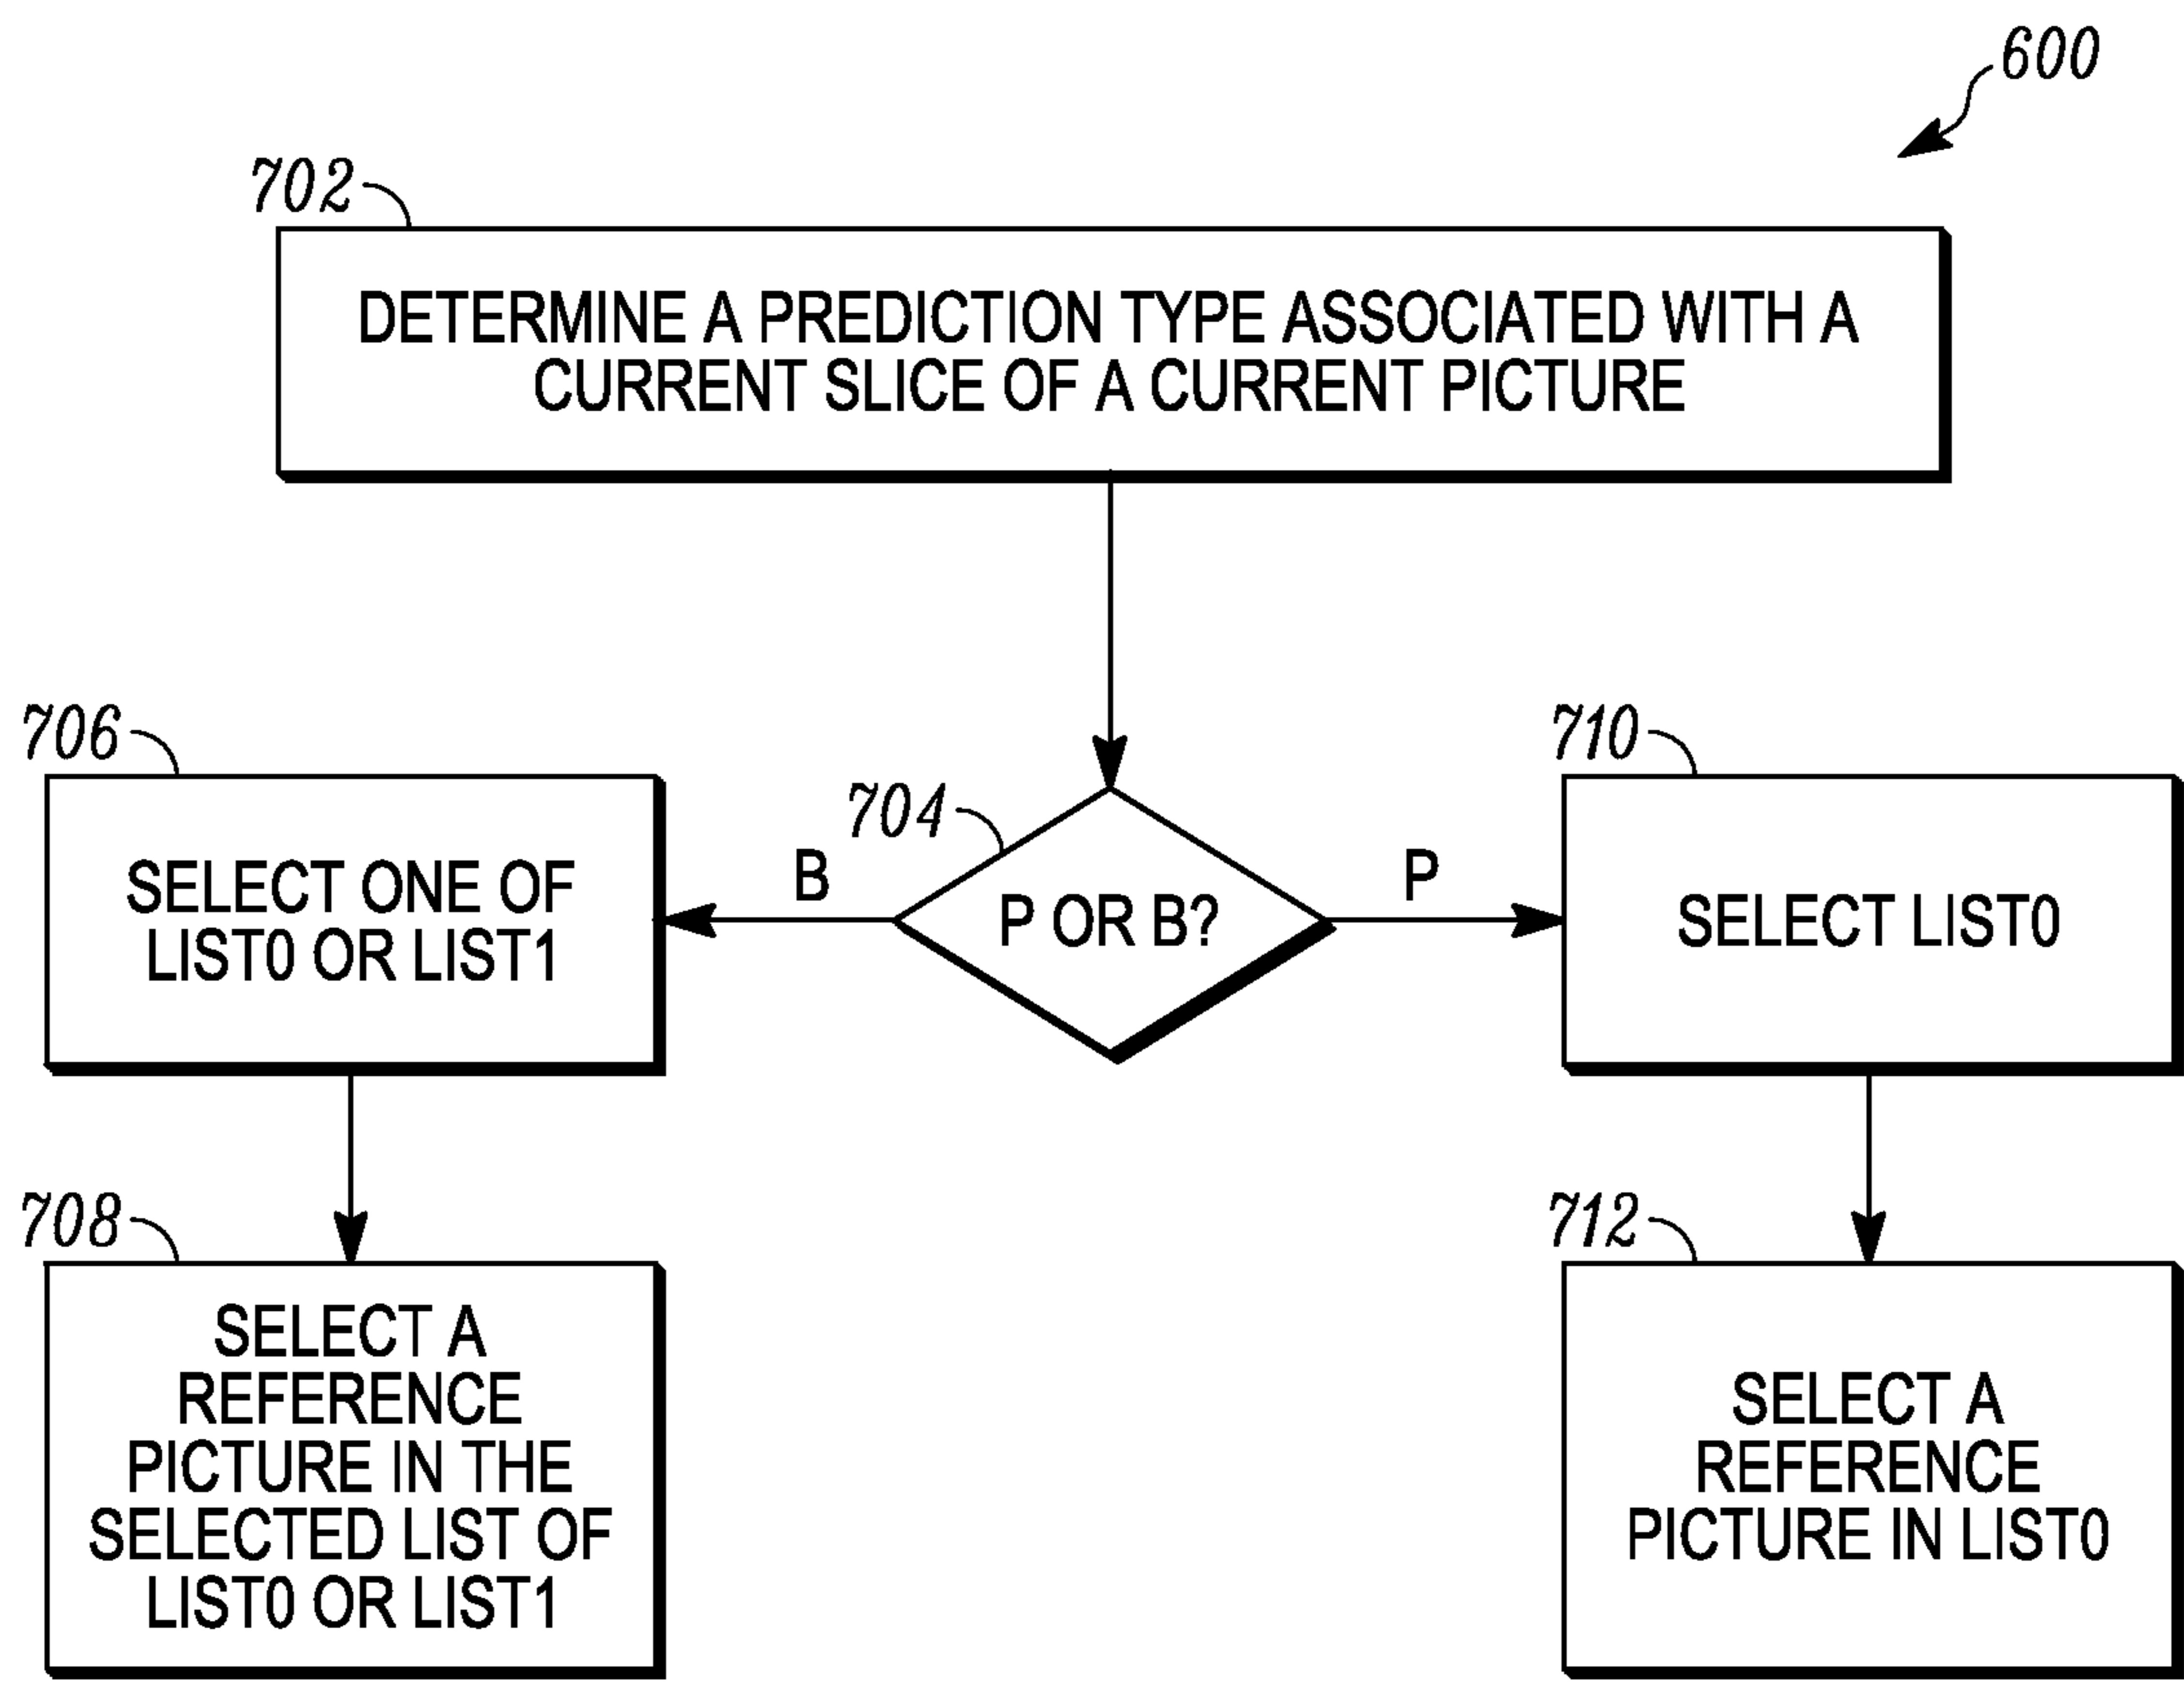 600
702
DETERMINE A PREDICTION TYPE ASSOCIATED WITH A
CURRENT SLICE OF A CURRENT PICTURE
704
P OR B?
B
P
706
SELECT ONE OF
LIST0 OR LIST1
708
SELECT A
REFERENCE
PICTURE IN THE
SELECTED LIST OF
LIST0 OR LIST1
710
SELECT LIST0
712
SELECT A
REFERENCE
PICTURE IN LIST0